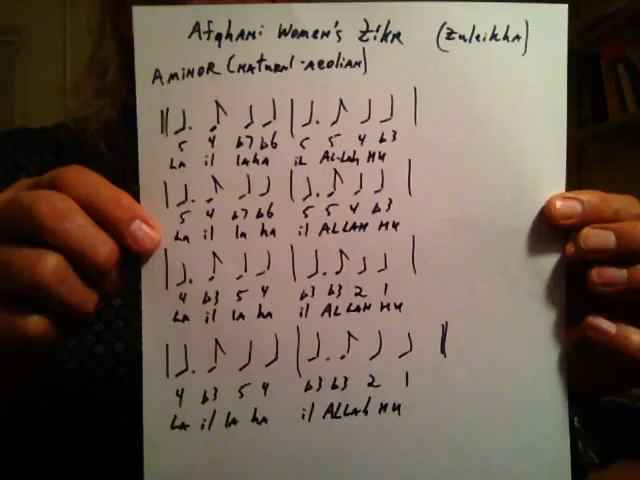 Afghani Women's Zikr (Zuleikha)
A minor (natural-aeolian)
5 4 b7 b6 5 5 4 b3
La il laha il Al-Lah Hu
5 4 b7 b6 5 5 4 b3
La il la ha il ALLAH Hu
4 b3 5 4 b3 b3 2 1
La il la ha il ALLAH Hu
4 b3 5 4 b3 b3 2 1
La il la ha il ALLah Hu